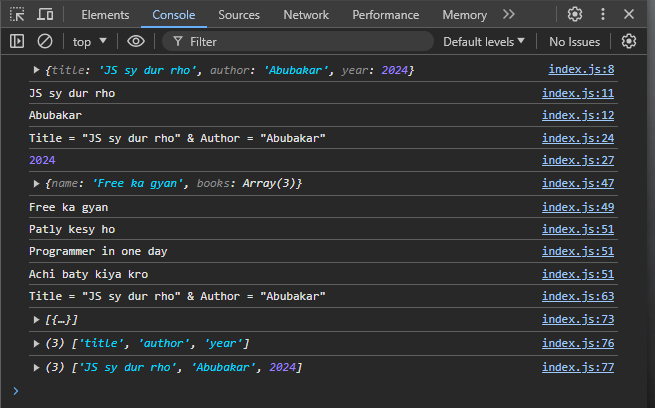 Elements Console Sources Network Performance Memory
top Filter Default levels No Issues
{title: 'JS sy dur rho', author: 'Abubakar', year: 2024} index.js:8
JS sy dur rho index.js:11
Abubakar index.js:12
Title = "JS sy dur rho" & Author = "Abubakar" index.js:24
2024 index.js:27
{name: 'Free ka gyan', books: Array(3)} index.js:47
Free ka gyan index.js:49
Patly kesy ho index.js:51
Programmer in one day index.js:51
Achi baty kiya kro index.js:51
Title = "JS sy dur rho" & Author = "Abubakar" index.js:63
[{…}] index.js:73
(3) ['title', 'author', 'year'] index.js:76
(3) ['JS sy dur rho', 'Abubakar', 2024] index.js:77